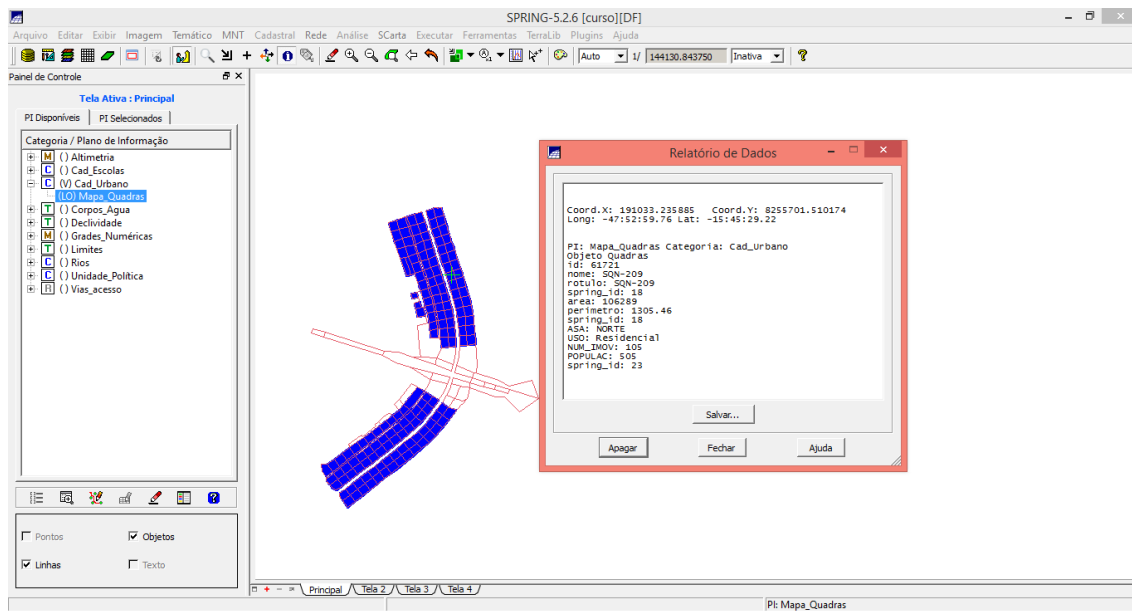 SPRING-5.2.6 [curso][DF]
Arquivo Editar Exibir Imagem Temático MNT Cadastral Rede Análise SCarta Executar Ferramentas TerraLib Plugins Ajuda
Auto 1/ 144130.843750 Inativa
Painel de Controle
Tela Ativa : Principal
PI Disponíveis PI Selecionados
Categoria / Plano de Informação
M () Altimetria
C () Cad_Escolas
C (V) Cad_Urbano
(LO) Mapa_Quadras
T () Corpos_Agua
T () Declividade
M () Grades_Numéricas
T () Limites
C () Rios
C () Unidade_Política
R () Vias_acesso
Pontos Objetos
Linhas Texto
Relatório de Dados
Coord.X: 191033.235885 Coord.Y: 8255701.510174
Long: -47:52:59.76 Lat: -15:45:29.22
PI: Mapa_Quadras Categoria: Cad_Urbano
Objeto Quadras
id: 61721
nome: SQN-209
rotulo: SQN-209
spring_id: 18
area: 106289
perimetro: 1305.46
spring_id: 18
ASA: NORTE
USO: Residencial
NUM_IMOV: 105
POPULAC: 505
spring_id: 23
Salvar...
Apagar Fechar Ajuda
Principal Tela 2 Tela 3 Tela 4
PI: Mapa_Quadras